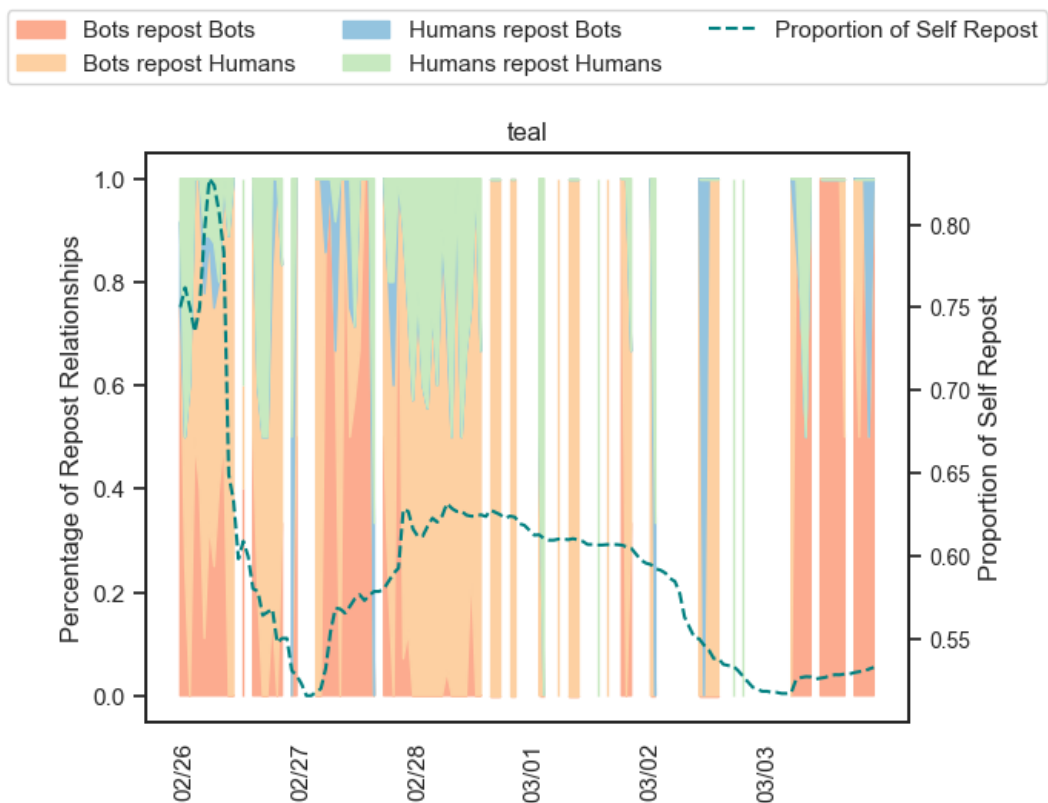 Bots repost Bots
Bots repost Humans
Humans repost Bots
Humans repost Humans
Proportion of Self Repost
teal
Percentage of Repost Relationships
1.0
0.8
0.6
0.4
0.2
0.0
0.80
0.75
0.70
0.65
0.60
0.55
Proportion of Self Repost
02/26
02/27
02/28
03/01
03/02
03/03